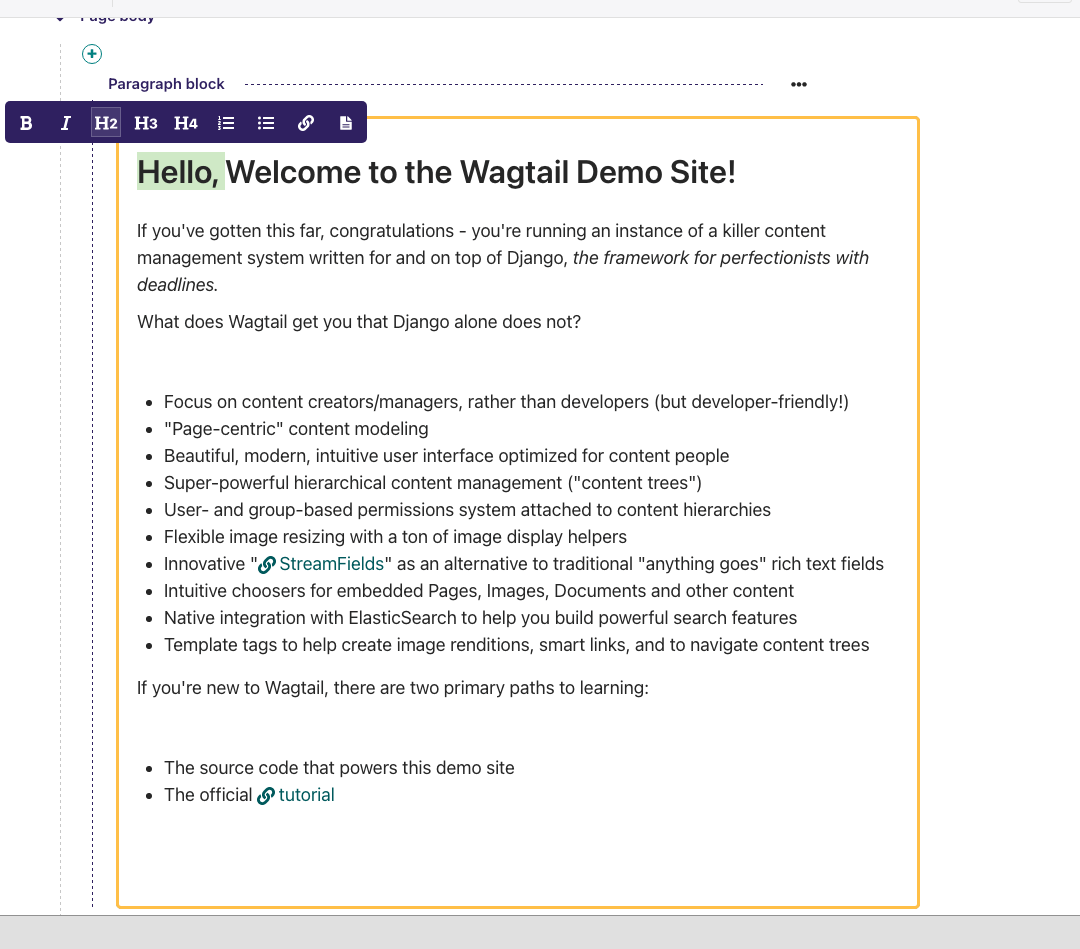 Page body
Paragraph block
B I H2 H3 H4
Hello, Welcome to the Wagtail Demo Site!
If you've gotten this far, congratulations - you're running an instance of a killer content
management system written for and on top of Django, the framework for perfectionists with
deadlines.
What does Wagtail get you that Django alone does not?
Focus on content creators/managers, rather than developers (but developer-friendly!)
"Page-centric" content modeling
Beautiful, modern, intuitive user interface optimized for content people
Super-powerful hierarchical content management ("content trees")
User- and group-based permissions system attached to content hierarchies
Flexible image resizing with a ton of image display helpers
Innovative "StreamFields" as an alternative to traditional "anything goes" rich text fields
Intuitive choosers for embedded Pages, Images, Documents and other content
Native integration with ElasticSearch to help you build powerful search features
Template tags to help create image renditions, smart links, and to navigate content trees
If you're new to Wagtail, there are two primary paths to learning:
The source code that powers this demo site
The official tutorial